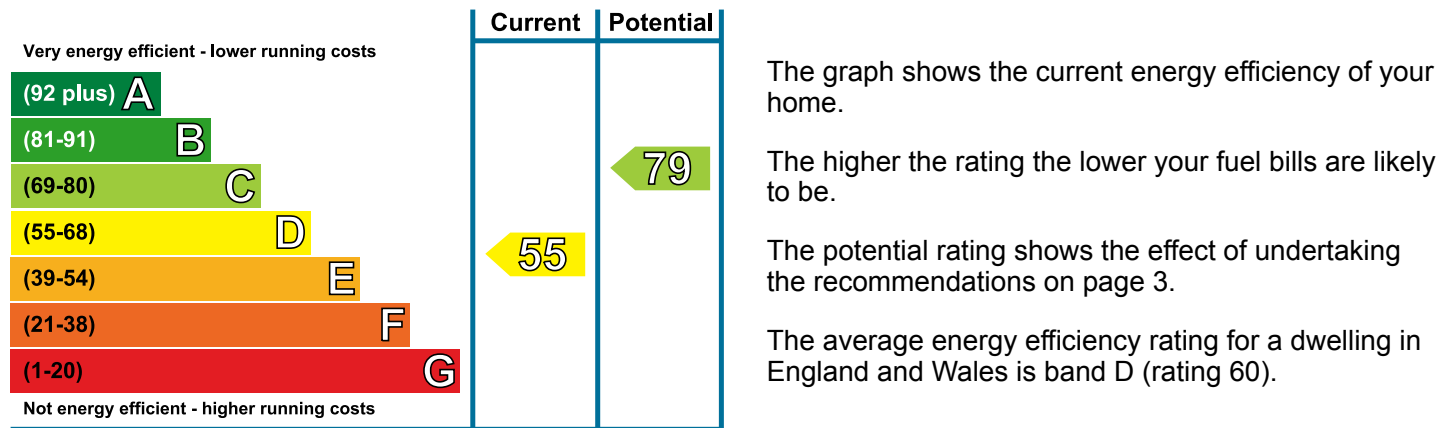 Current Potential
Very energy efficient - lower running costs
(92 plus) A
(81-91) B
(69-80) C
(55-68) D
(39-54) E
(21-38) F
(1-20) G
Not energy efficient - higher running costs
79
55
The graph shows the current energy efficiency of your
home.
The higher the rating the lower your fuel bills are likely
to be.
The potential rating shows the effect of undertaking
the recommendations on page 3.
The average energy efficiency rating for a dwelling in
England and Wales is band D (rating 60).